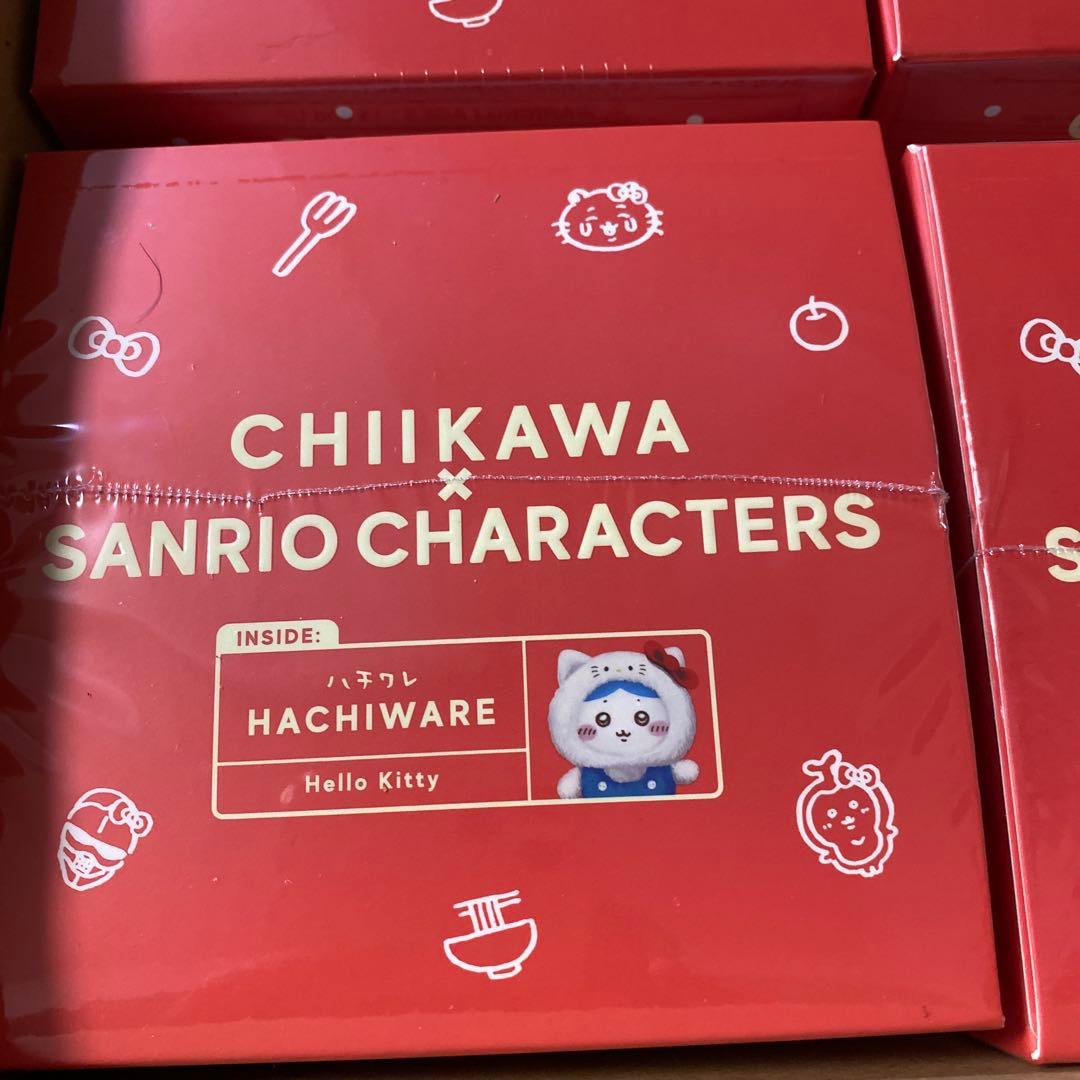 CHIIKAWA
×
SANRIO CHARACTERS
INSIDE:
ハチワレ
HACHIWARE
Hello Kitty
S